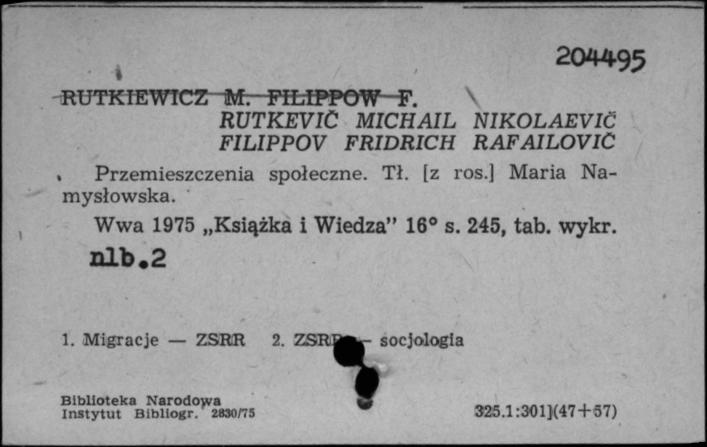 204495
RUTKIEWICZ M. FILIPPOW F.
RUTKEVIČ MICHAIL NIKOLAEVIČ
FILIPPOV FRIDRICH RAFAILOVIČ
Przemieszczenia społeczne. Tł. [z ros.] Maria Na-
mysłowska.
Wwa 1975 „Książka i Wiedza” 16° s. 245, tab. wykr.
nlb.2
1. Migracje — ZSRR 2. ZSRR — socjologia
Biblioteka Narodowa
Instytut Bibliogr. 2830/75 325.1:301](47+57)